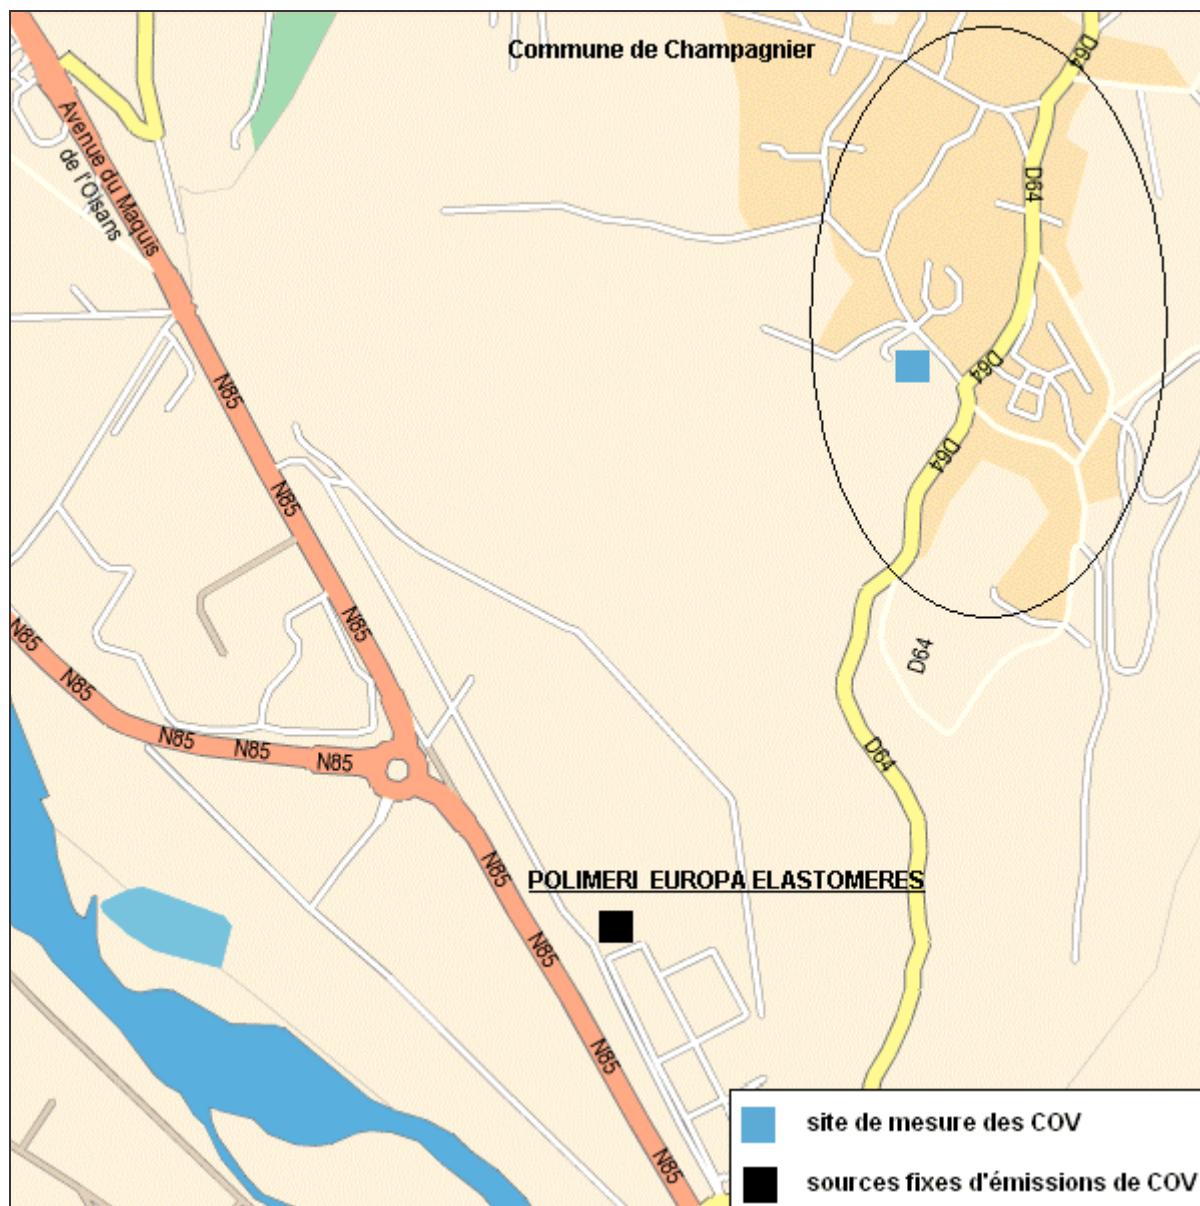 Commune de Champagnier
D64
Avenue du Maquis
de l'Oisans
D64
D64
N85
D64
N85
N85
N85
D64
N85
N85
N85
N85
D64
N85
POLIMERI EUROPA ELASTOMERES
N85
N85
N85
site de mesure des COV
sources fixes d'émissions de COV